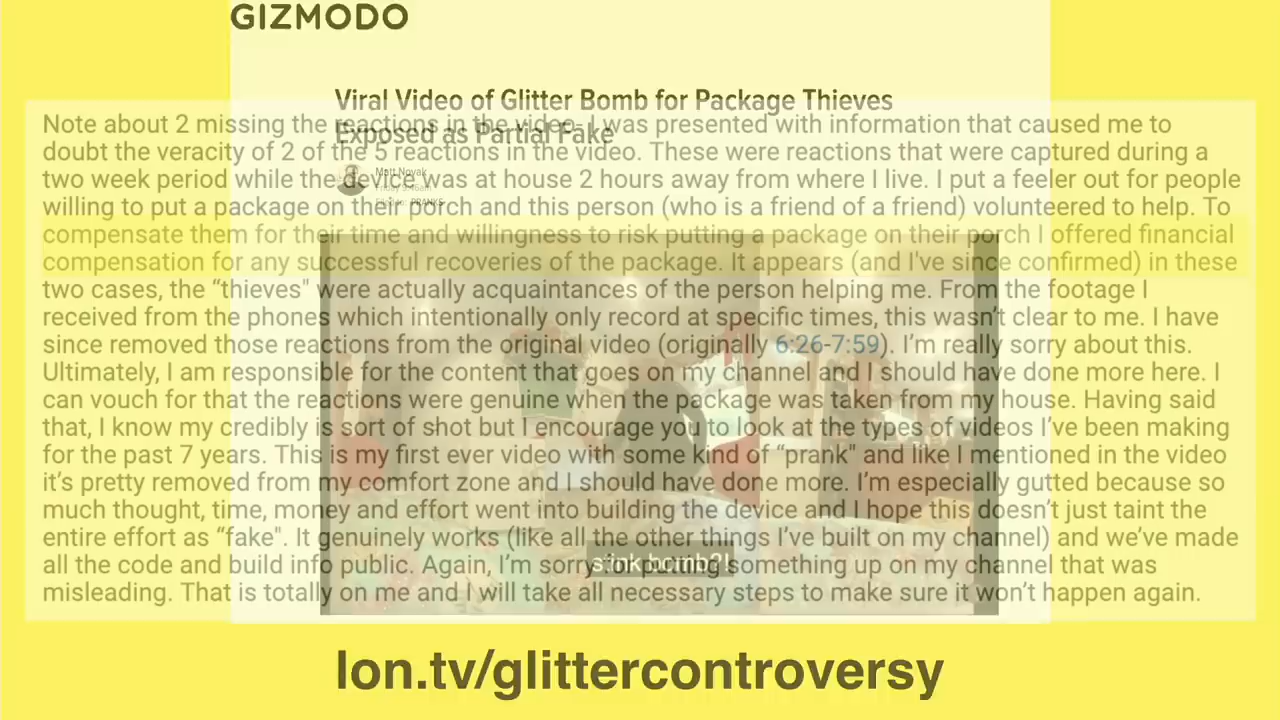 GIZMODO
Viral Video of Glitter Bomb for Package Thieves
Exposed as Partial Fake
Matt Novak
Note about 2 missing the reactions in the video- I was presented with information that caused me to
doubt the veracity of 2 of the 5 reactions in the video. These were reactions that were captured during a
two week period while the device was at house 2 hours away from where I live. I put a feeler out for people
willing to put a package on their porch and this person (who is a friend of a friend) volunteered to help. To
compensate them for their time and willingness to risk putting a package on their porch I offered financial
compensation for any successful recoveries of the package. It appears (and I've since confirmed) in these
two cases, the “thieves" were actually acquaintances of the person helping me. From the footage I
received from the phones which intentionally only record at specific times, this wasn’t clear to me. I have
since removed those reactions from the original video (originally 6:26-7:59). I’m really sorry about this.
Ultimately, I am responsible for the content that goes on my channel and I should have done more here. I
can vouch for that the reactions were genuine when the package was taken from my house. Having said
that, I know my credibly is sort of shot but I encourage you to look at the types of videos I’ve been making
for the past 7 years. This is my first ever video with some kind of “prank" and like I mentioned in the video
it’s pretty removed from my comfort zone and I should have done more. I’m especially gutted because so
much thought, time, money and effort went into building the device and I hope this doesn’t just taint the
entire effort as “fake". It genuinely works (like all the other things I’ve built on my channel) and we’ve made
all the code and build info public. Again, I’m sorry for putting something up on my channel that was
misleading. That is totally on me and I will take all necessary steps to make sure it won’t happen again.
stink bomb?!
lon.tv/glittercontroversy